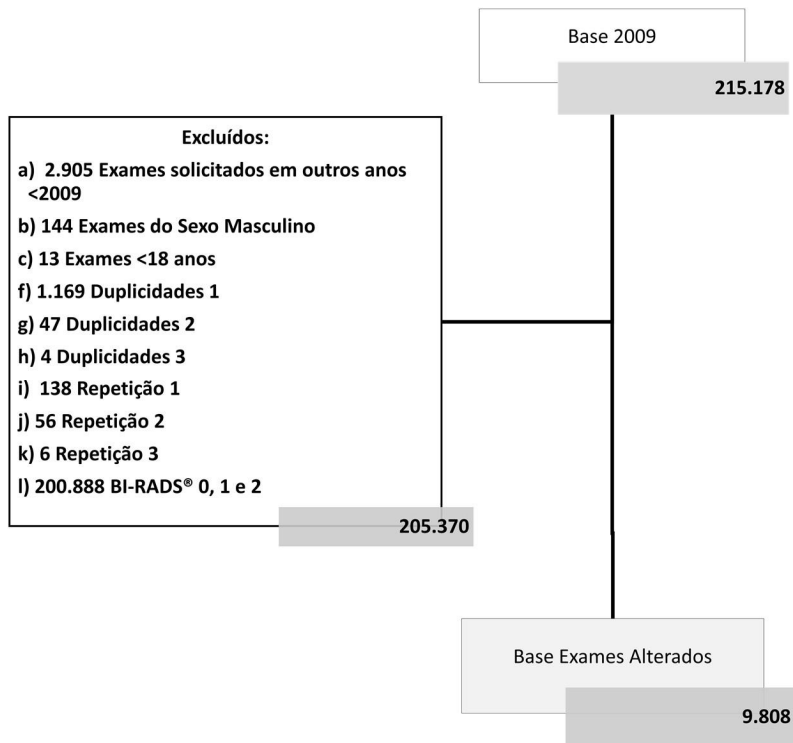 Base 2009
215.178
Excluídos:
a) 2.905 Exames solicitados em outros anos
<2009
b) 144 Exames do Sexo Masculino
c) 13 Exames <18 anos
f) 1.169 Duplicidades 1
g) 47 Duplicidades 2
h) 4 Duplicidades 3
i) 138 Repetição 1
j) 56 Repetição 2
k) 6 Repetição 3
l) 200.888 BI-RADS® 0, 1 e 2
205.370
Base Exames Alterados
9.808